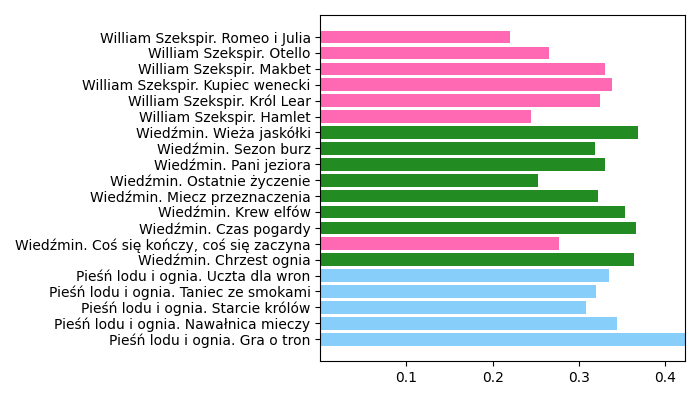 William Szekspir. Romeo i Julia
William Szekspir. Otello
William Szekspir. Makbet
William Szekspir. Kupiec wenecki
William Szekspir. Król Lear
William Szekspir. Hamlet
Wiedźmin. Wieża jaskółki
Wiedźmin. Sezon burz
Wiedźmin. Pani jeziora
Wiedźmin. Ostatnie życzenie
Wiedźmin. Miecz przeznaczenia
Wiedźmin. Krew elfów
Wiedźmin. Czas pogardy
Wiedźmin. Coś się kończy, coś się zaczyna
Wiedźmin. Chrzest ognia
Pieśń lodu i ognia. Uczta dla wron
Pieśń lodu i ognia. Taniec ze smokami
Pieśń lodu i ognia. Starcie królów
Pieśń lodu i ognia. Nawałnica mieczy
Pieśń lodu i ognia. Gra o tron
0.1 0.2 0.3 0.4